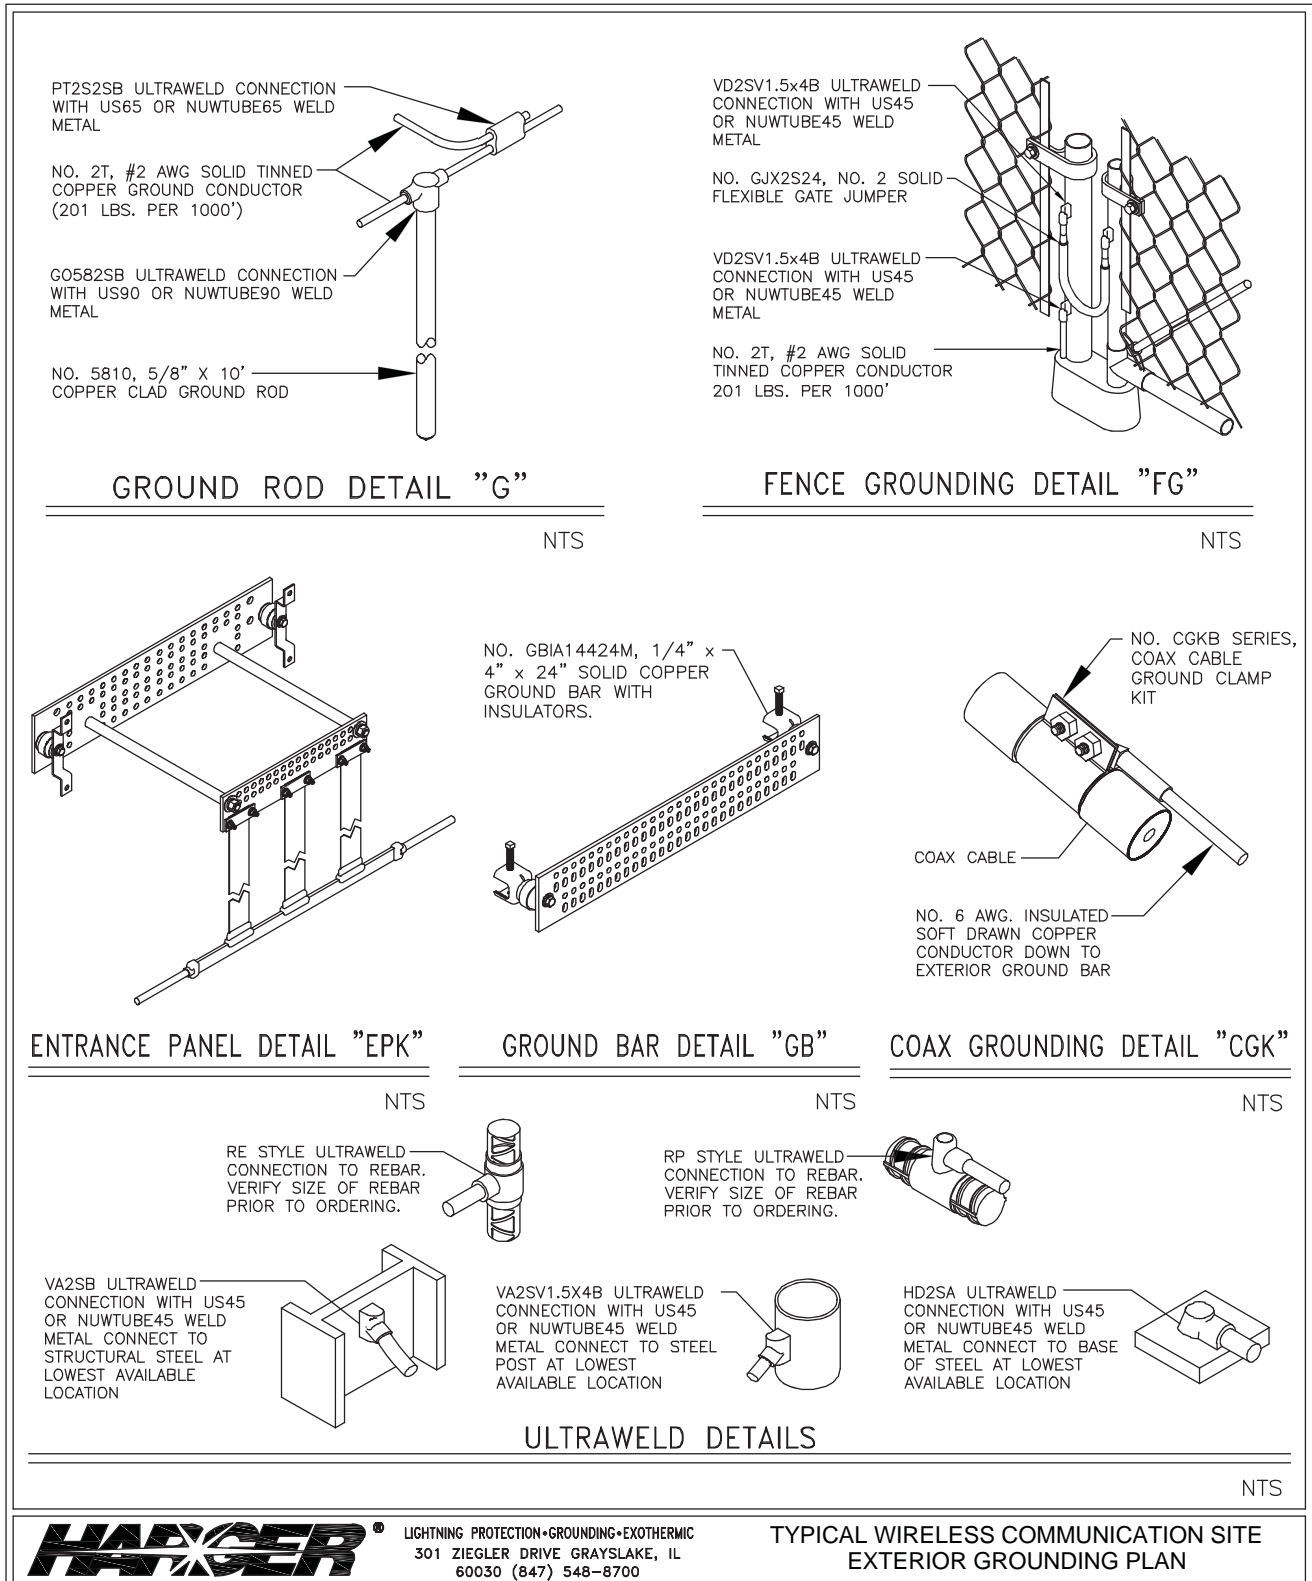 PT2S2SB ULTRAWELD CONNECTION
WITH US65 OR NUWTUBE65 WELD
METAL
NO. 2T, #2 AWG SOLID TINNED
COPPER GROUND CONDUCTOR
(201 LBS. PER 1000')
GO582SB ULTRAWELD CONNECTION
WITH US90 OR NUWTUBE90 WELD
METAL
NO. 5810, 5/8” X 10'
COPPER CLAD GROUND ROD
GROUND ROD DETAIL ”G”
NTS
VD2SV1.5x4B ULTRAWELD
CONNECTION WITH US45
OR NUWTUBE45 WELD
METAL
NO. GJX2S24, NO. 2 SOLID
FLEXIBLE GATE JUMPER
VD2SV1.5x4B ULTRAWELD
CONNECTION WITH US45
OR NUWTUBE45 WELD
METAL
NO. 2T, #2 AWG SOLID
TINNED COPPER CONDUCTOR
201 LBS. PER 1000'
FENCE GROUNDING DETAIL ”FG”
NTS
ENTRANCE PANEL DETAIL ”EPK”
NTS
NO. GBIA14424M, 1/4” x
4” x 24” SOLID COPPER
GROUND BAR WITH
INSULATORS.
GROUND BAR DETAIL ”GB”
NTS
NO. CGKB SERIES,
COAX CABLE
GROUND CLAMP
KIT
COAX CABLE
NO. 6 AWG. INSULATED
SOFT DRAWN COPPER
CONDUCTOR DOWN TO
EXTERIOR GROUND BAR
COAX GROUNDING DETAIL ”CGK”
NTS
RE STYLE ULTRAWELD
CONNECTION TO REBAR.
VERIFY SIZE OF REBAR
PRIOR TO ORDERING.
RP STYLE ULTRAWELD
CONNECTION TO REBAR.
VERIFY SIZE OF REBAR
PRIOR TO ORDERING.
VA2SB ULTRAWELD
CONNECTION WITH US45
OR NUWTUBE45 WELD
METAL CONNECT TO
STRUCTURAL STEEL AT
LOWEST AVAILABLE
LOCATION
VA2SV1.5X4B ULTRAWELD
CONNECTION WITH US45
OR NUWTUBE45 WELD
METAL CONNECT TO STEEL
POST AT LOWEST
AVAILABLE LOCATION
HD2SA ULTRAWELD
CONNECTION WITH US45
OR NUWTUBE45 WELD
METAL CONNECT TO BASE
OF STEEL AT LOWEST
AVAILABLE LOCATION
ULTRAWELD DETAILS
NTS
HARGER®
LIGHTNING PROTECTION•GROUNDING•EXOTHERMIC
301 ZIEGLER DRIVE GRAYSLAKE, IL
60030 (847) 548-8700
TYPICAL WIRELESS COMMUNICATION SITE
EXTERIOR GROUNDING PLAN